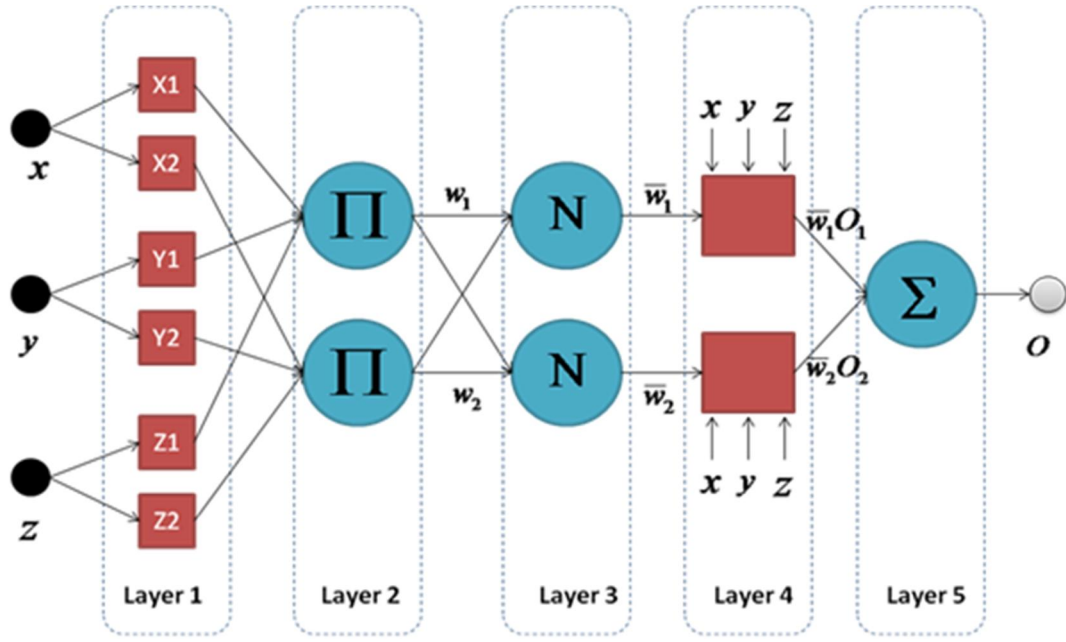 x
y
z
X1
X2
Y1
Y2
Z1
Z2
Layer 1
∏
∏
Layer 2
w₁
w₂
N
N
Layer 3
w̅₁
w̅₂
x y z
x y z
Layer 4
w̅₁O₁
w̅₂O₂
Σ
Layer 5
O